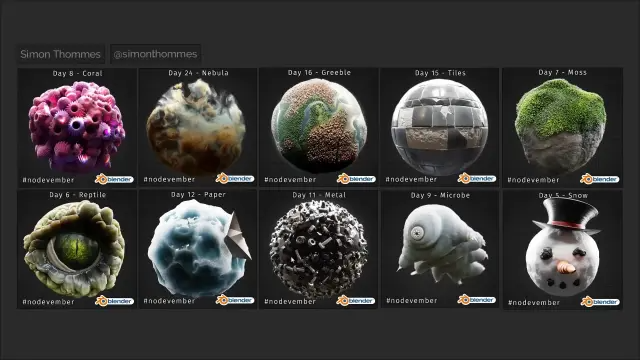 Simon Thommes @simonthommes
Day 8 - Coral
#nodevember blender
Day 24 - Nebula
#nodevember blender
Day 16 - Greeble
#nodevember blender
Day 15 - Tiles
#nodevember blender
Day 7 - Moss
#nodevember blender
Day 6 - Reptile
#nodevember blender
Day 12 - Paper
#nodevember blender
Day 11 - Metal
#nodevember blender
Day 9 - Microbe
#nodevember blender
Day 5 - Snow
#nodevember blender